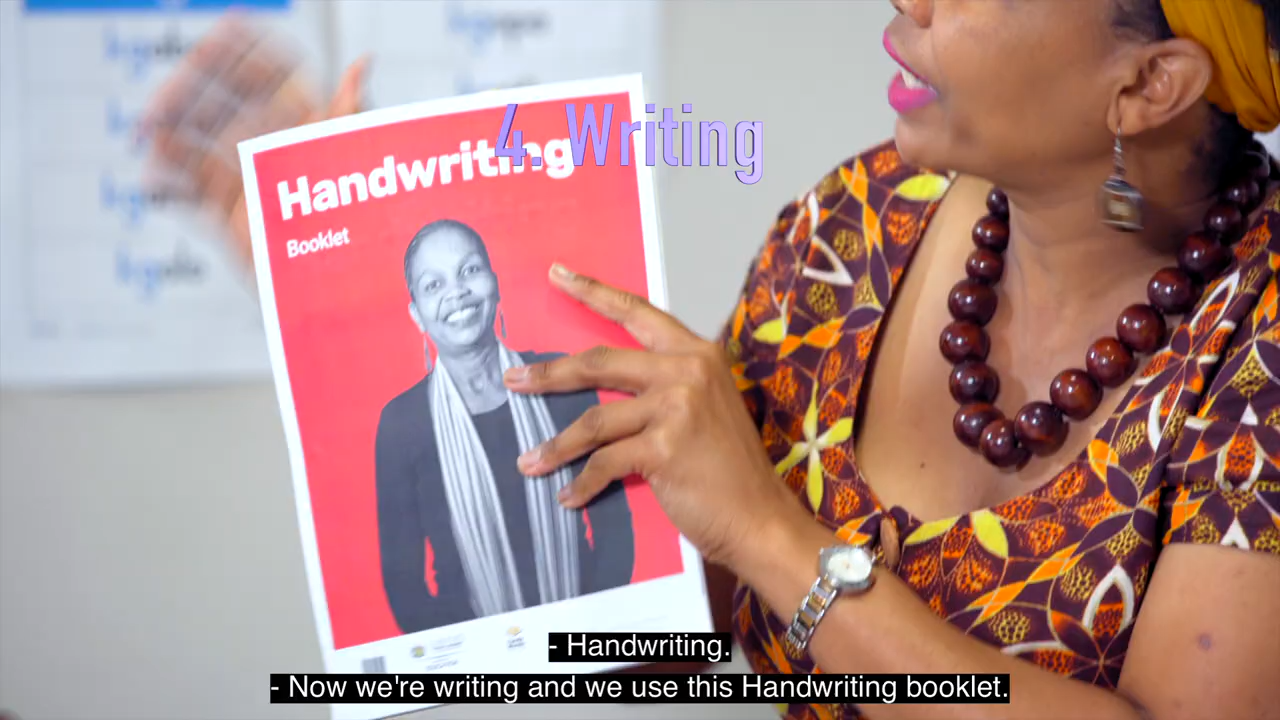 4. Writing
Handwriting
Booklet
- Handwriting.
- Now we're writing and we use this Handwriting booklet.